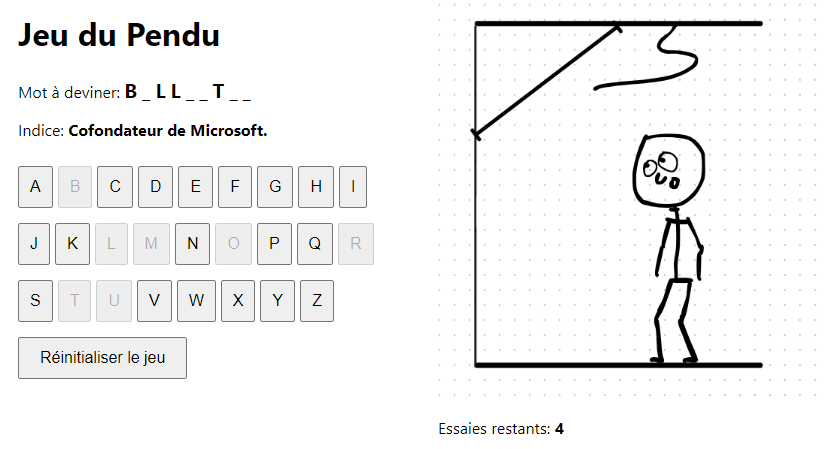 Jeu du Pendu
Mot à deviner: B _ L L _ _ T _ _
Indice: Cofondateur de Microsoft.
A B C D E F G H I
J K L M N O P Q R
S T U V W X Y Z
Réinitialiser le jeu
Essaies restants: 4